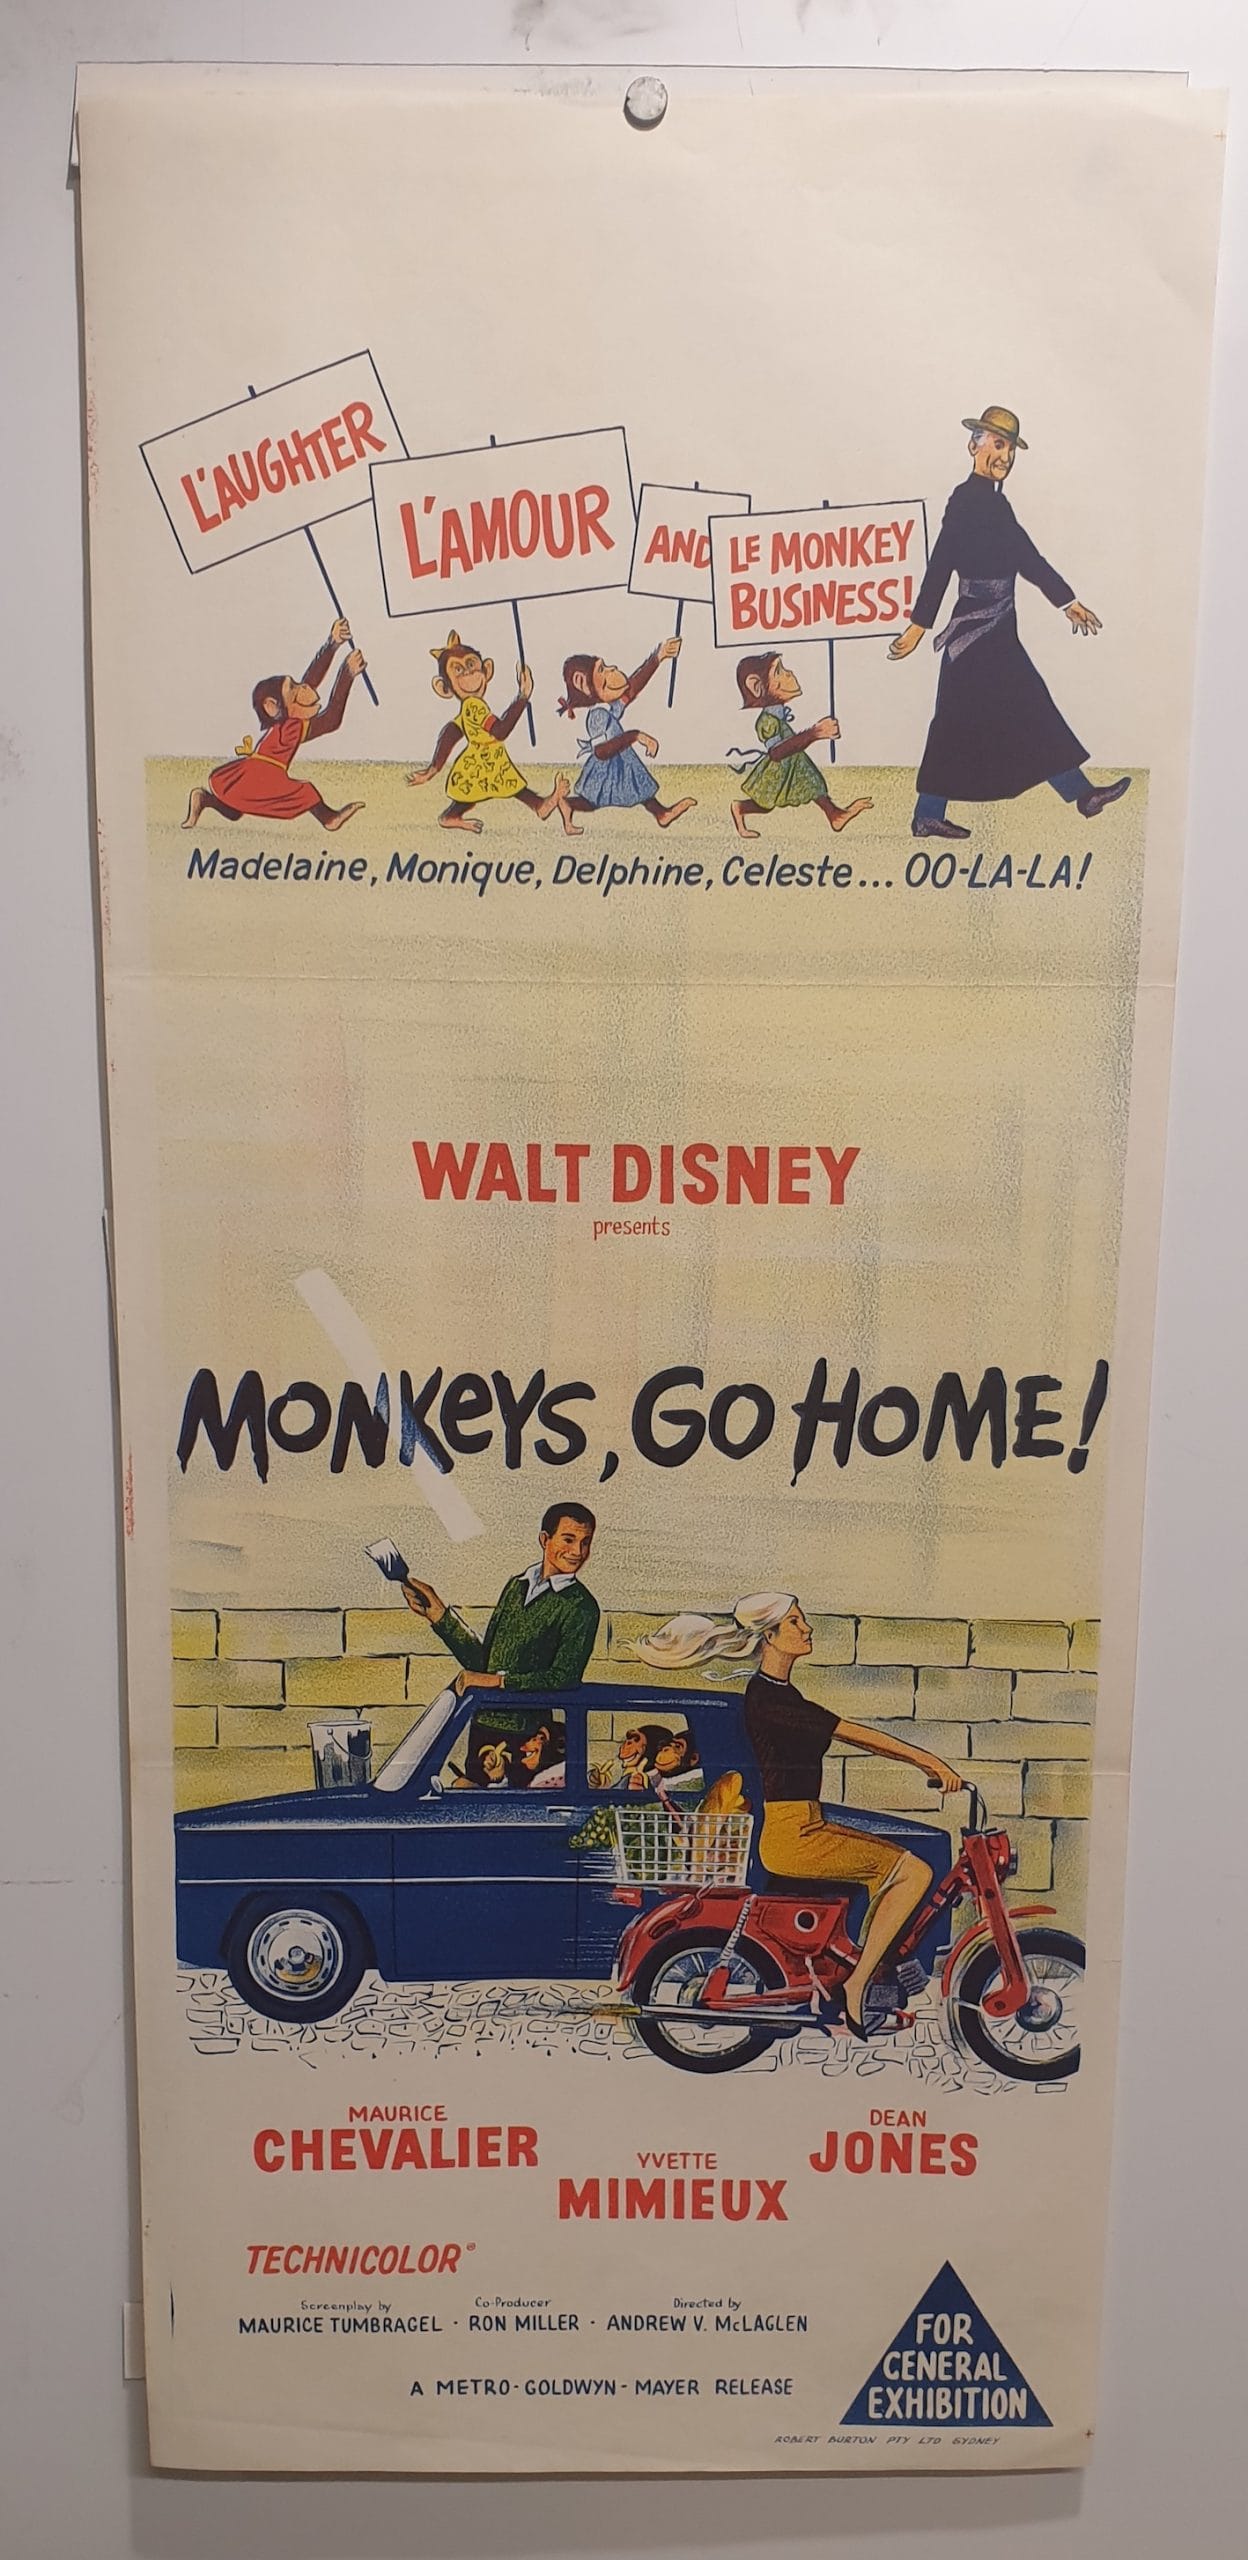 L'AUGHTER
L'AMOUR
AND
LE MONKEY
BUSINESS!
Madelaine, Monique, Delphine, Celeste... OO-LA-LA!
WALT DISNEY
presents
MONKEYS, GO HOME!
MAURICE
CHEVALIER
YVETTE
MIMIEUX
DEAN
JONES
TECHNICOLOR®
Screenplay by
MAURICE TUMBRAGEL · 
Co-Producer
RON MILLER · 
Directed by
ANDREW V. McLAGLEN
A METRO-GOLDWYN-MAYER RELEASE
FOR
GENERAL
EXHIBITION
ROBERT BURTON PTY LTD SYDNEY